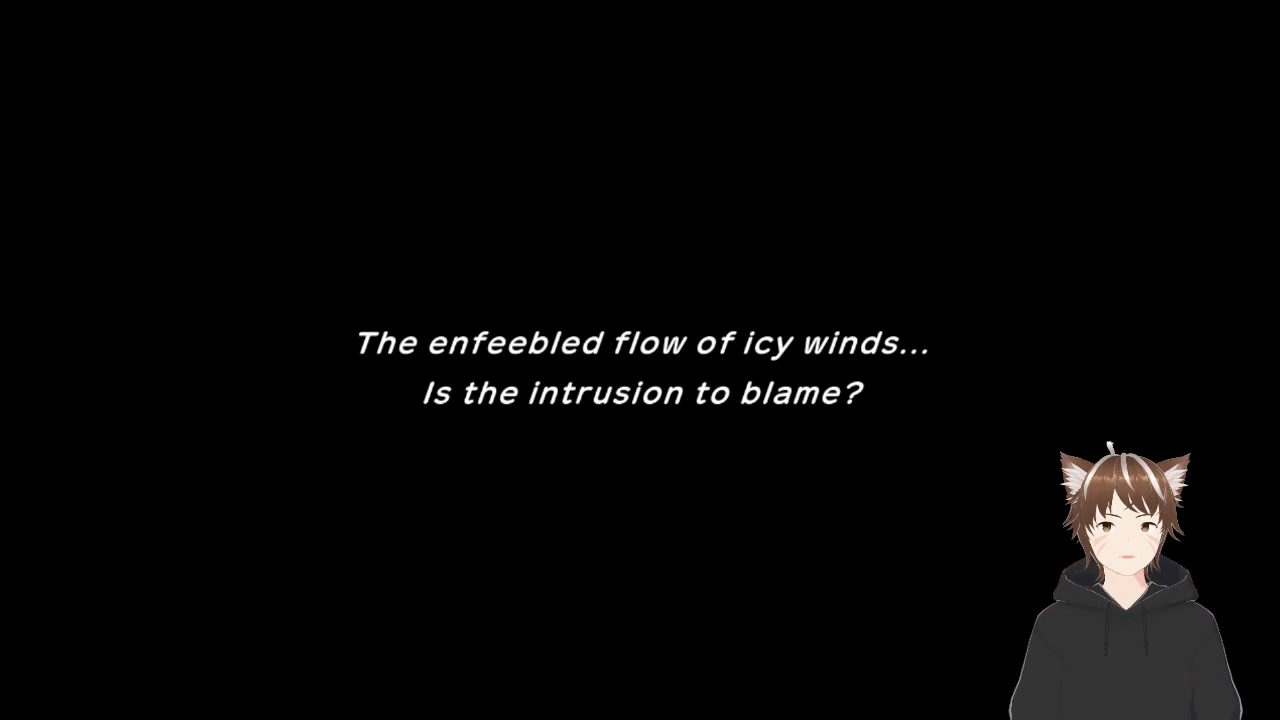 The enfeebled flow of icy winds...
Is the intrusion to blame?